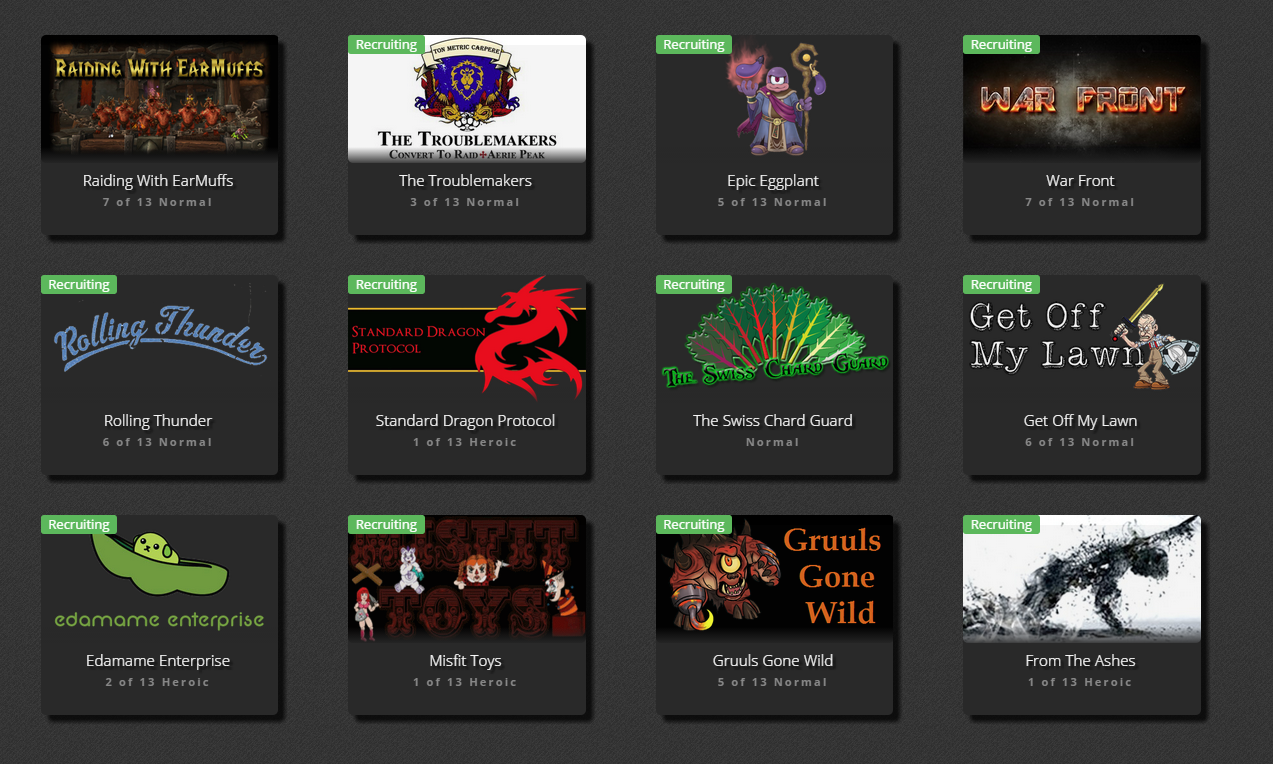 RAIDING WITH EARMUFFS
Raiding With EarMuffs
7 of 13 Normal
Recruiting
TON METRIC CARPERE
THE TROUBLEMAKERS
CONVERT TO RAID AERIE PEAK
The Troublemakers
3 of 13 Normal
Recruiting
Epic Eggplant
5 of 13 Normal
Recruiting
WAR FRONT
War Front
7 of 13 Normal
Recruiting
Rolling Thunder
Rolling Thunder
6 of 13 Normal
Recruiting
STANDARD DRAGON
PROTOCOL
Standard Dragon Protocol
1 of 13 Heroic
Recruiting
THE SWISS CHARD GUARD
The Swiss Chard Guard
Normal
Recruiting
Get Off
My Lawn
Get Off My Lawn
6 of 13 Normal
Recruiting
edamame enterprise
Edamame Enterprise
2 of 13 Heroic
Recruiting
MISFIT
TOYS
Misfit Toys
1 of 13 Heroic
Recruiting
Gruuls
Gone
Wild
Gruuls Gone Wild
5 of 13 Normal
Recruiting
From The Ashes
1 of 13 Heroic